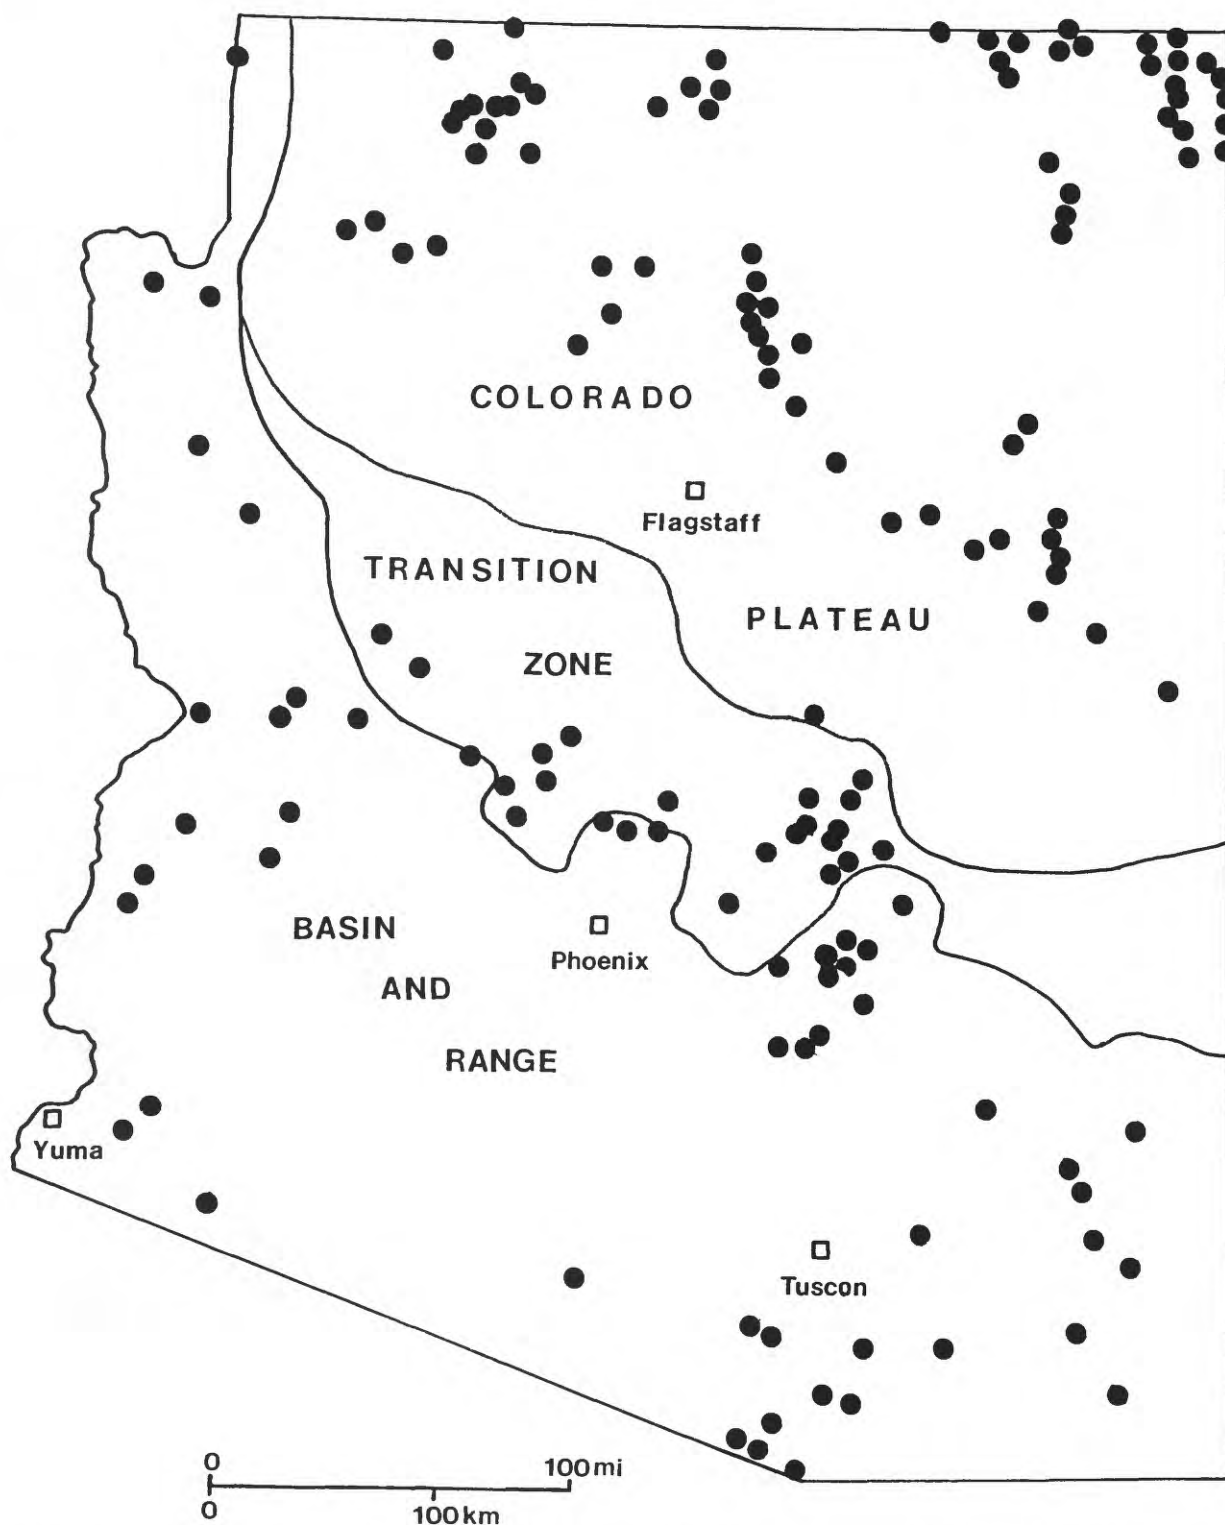 COLORADO
Flagstaff
TRANSITION
PLATEAU
ZONE
BASIN
Phoenix
AND
RANGE
Yuma
Tuscon
0 100 mi
0 100 km